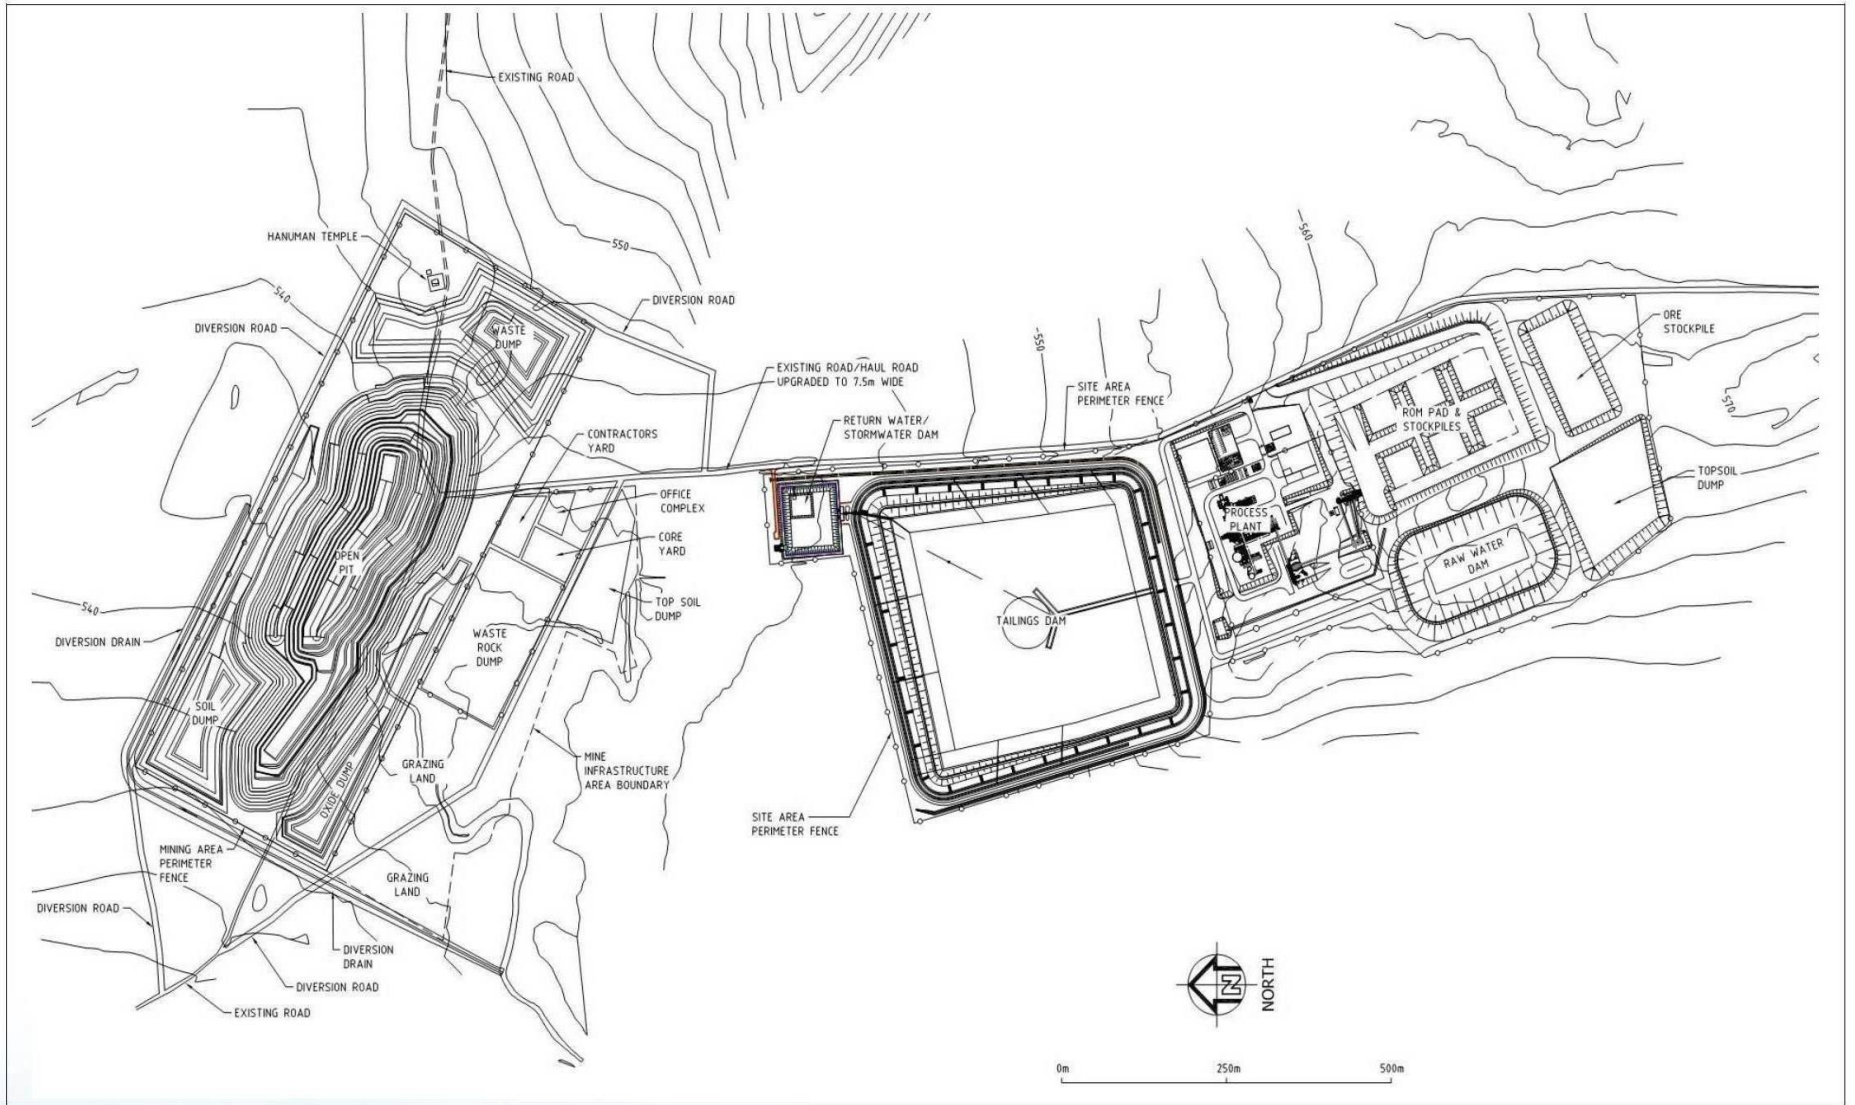 EXISTING ROAD
HANUMAN TEMPLE
550
560
540
DIVERSION ROAD
DIVERSION ROAD
WASTE
DUMP
ORE
STOCKPILE
550
EXISTING ROAD/HAUL ROAD
UPGRADED TO 7.5m WIDE
SITE AREA
PERIMETER FENCE
570
RETURN WATER/
STORMWATER DAM
ROM PAD &
STOCKPILES
CONTRACTORS
YARD
TOPSOIL
DUMP
OFFICE
COMPLEX
PROCESS
PLANT
CORE
YARD
OPEN
PIT
RAW WATER
DAM
540
TOP SOIL
DUMP
TAILINGS DAM
DIVERSION DRAIN
WASTE
ROCK
DUMP
SOIL
DUMP
GRAZING
LAND
MINE
INFRASTRUCTURE
AREA BOUNDARY
OXIDE DUMP
SITE AREA
PERIMETER FENCE
MINING AREA
PERIMETER
FENCE
GRAZING
LAND
DIVERSION ROAD
DIVERSION
DRAIN
DIVERSION ROAD
EXISTING ROAD
N
NORTH
0m 250m 500m